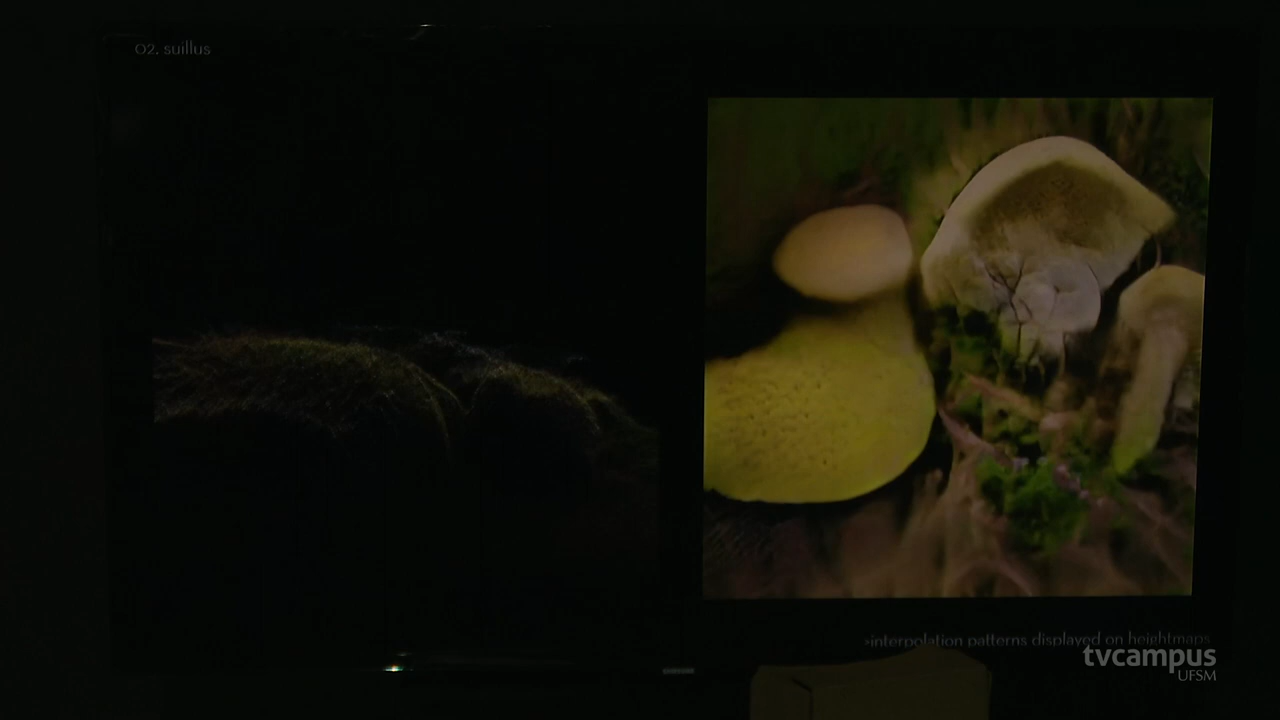 02. suillus
>interpolation patterns displayed on heightmaps
tvcampus
UFSM